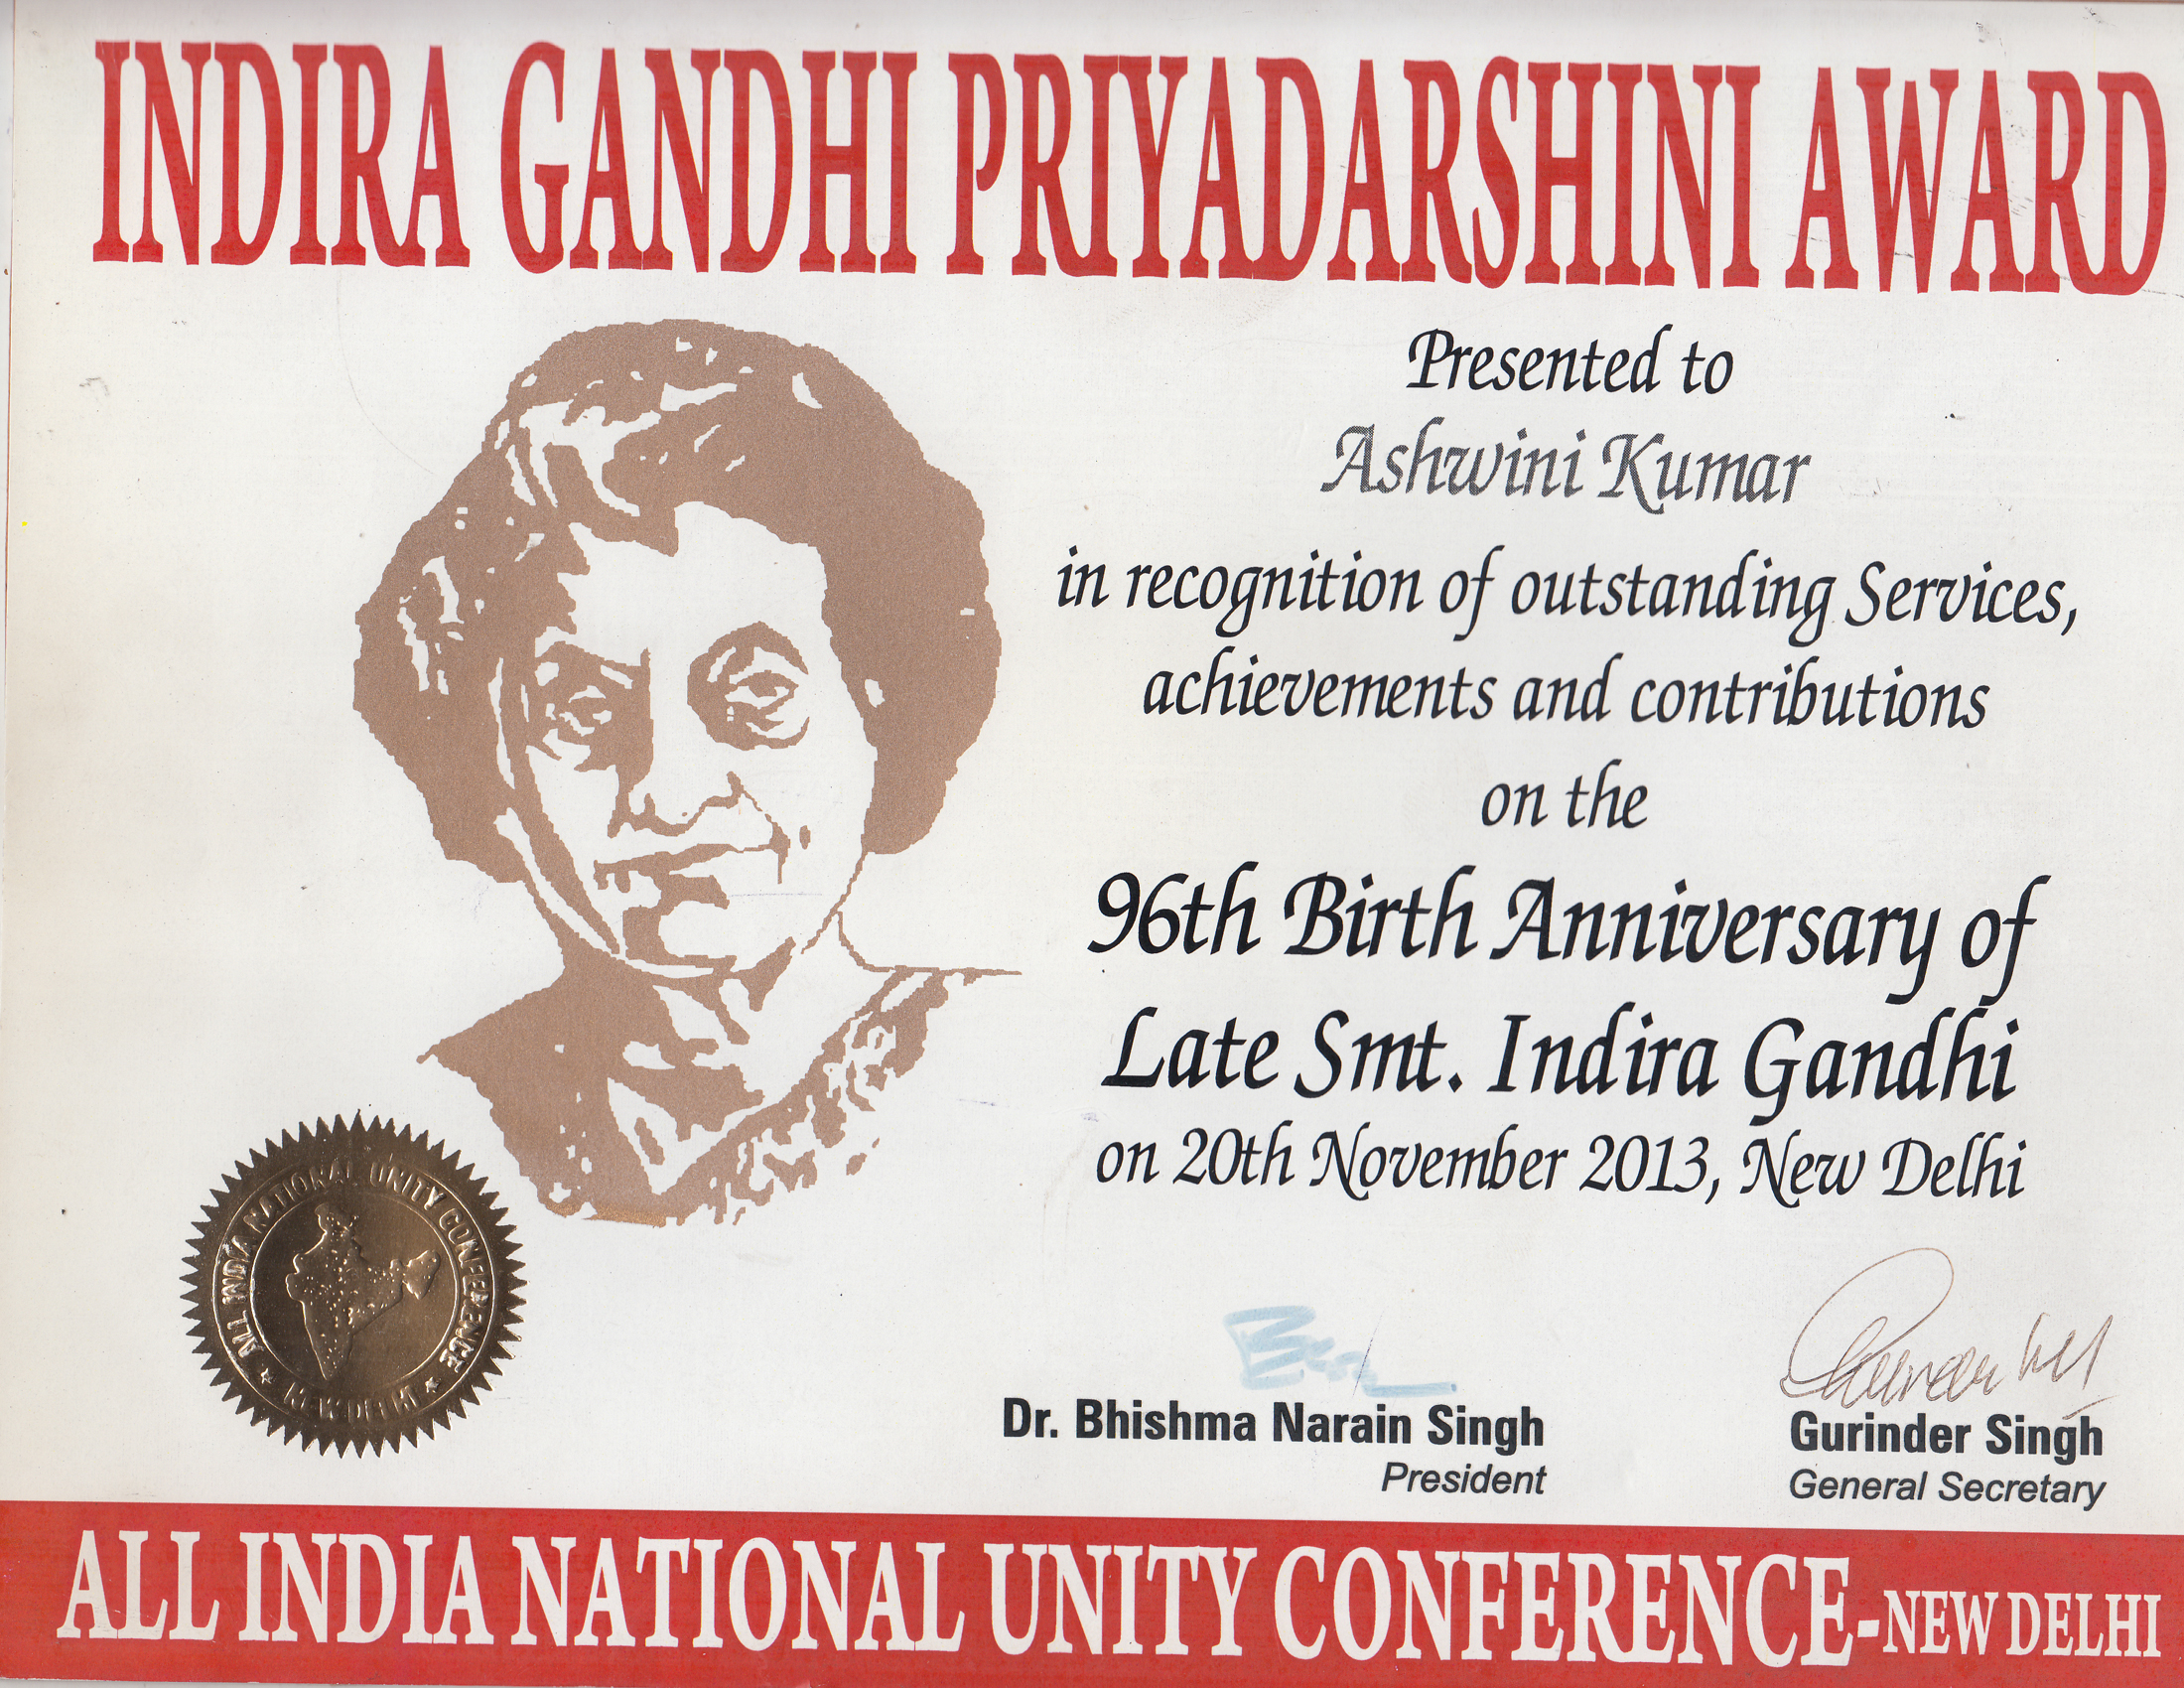 INDIRA GANDHI PRIYADARSHINI AWARD
Presented to
Ashwini Kumar
in recognition of outstanding Services,
achievements and contributions
on the
96th Birth Anniversary of
Late Smt. Indira Gandhi
on 20th November 2013, New Delhi
ALL INDIA NATIONAL UNITY CONFERENCE
NEW DELHI
Dr. Bhishma Narain Singh
President
Gurinder Singh
General Secretary
ALL INDIA NATIONAL UNITY CONFERENCE-NEW DELHI